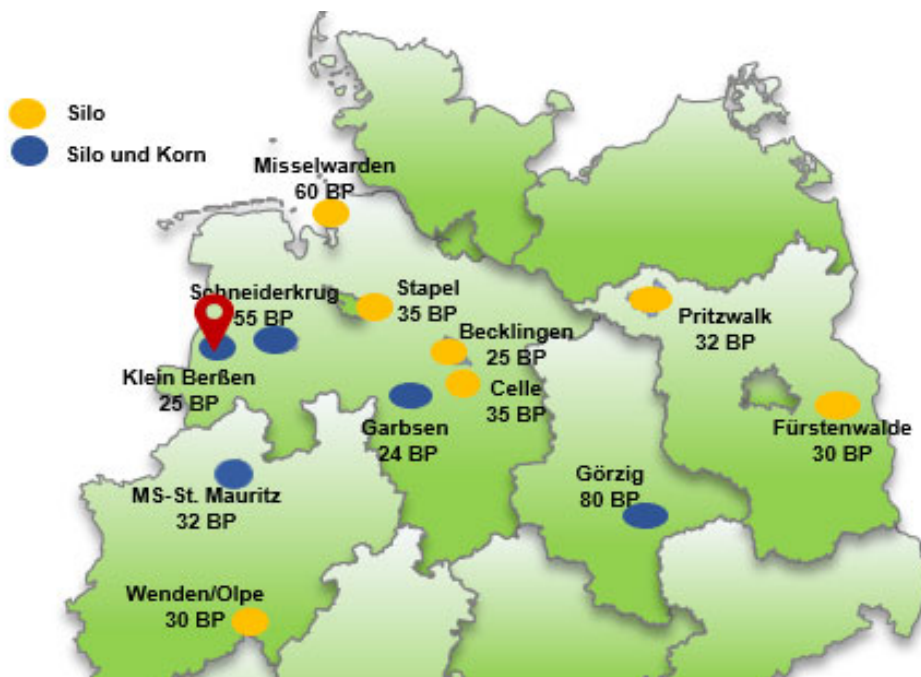 Silo
Silo und Korn
Misselwarden
60 BP
Schneiderkrug
55 BP
Stapel
35 BP
Becklingen
25 BP
Pritzwalk
32 BP
Klein Berßen
25 BP
Celle
35 BP
Garbsen
24 BP
Fürstenwalde
30 BP
MS-St. Mauritz
32 BP
Görzig
80 BP
Wenden/Olpe
30 BP